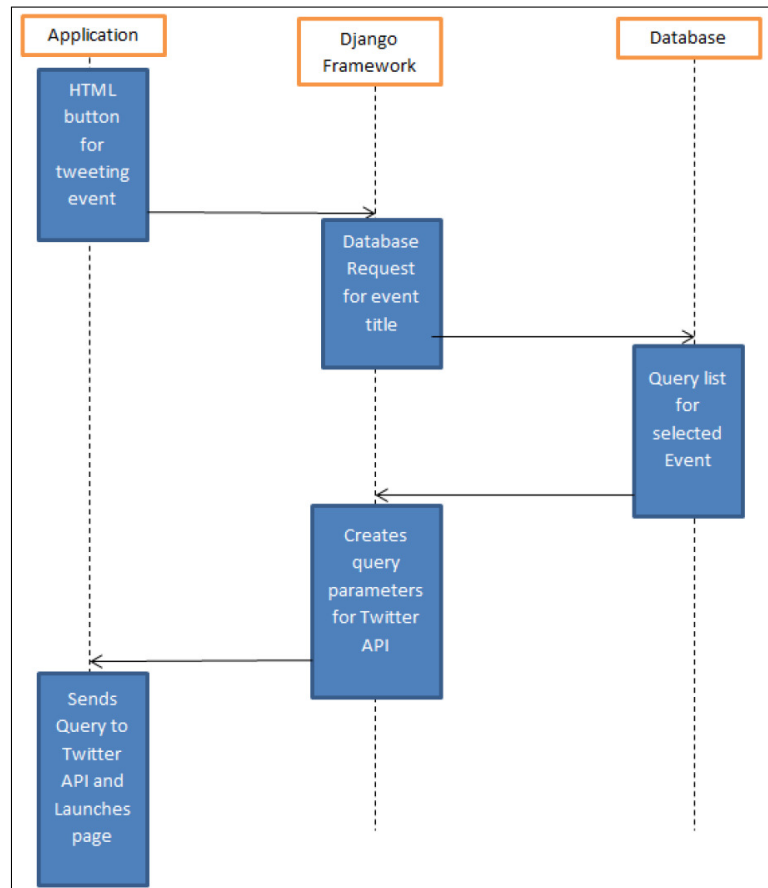 Application
Django
Framework
Database
HTML
button
for
tweeting
event
Database
Request
for event
title
Query list
for
selected
Event
Creates
query
parameters
for Twitter
API
Sends
Query to
Twitter
API and
Launches
page